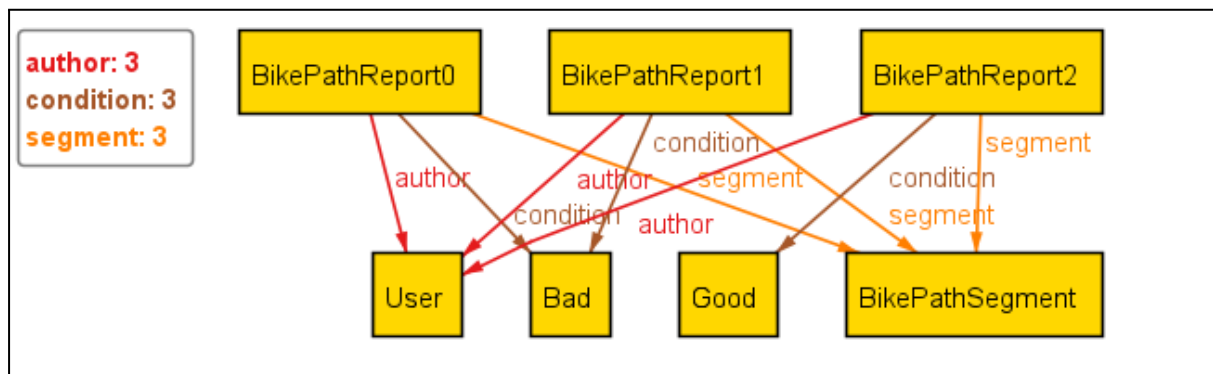 author: 3
condition: 3
segment: 3
BikePathReport0
BikePathReport1
BikePathReport2
condition
segment
author
author
segment
condition
condition
author
segment
User
Bad
Good
BikePathSegment